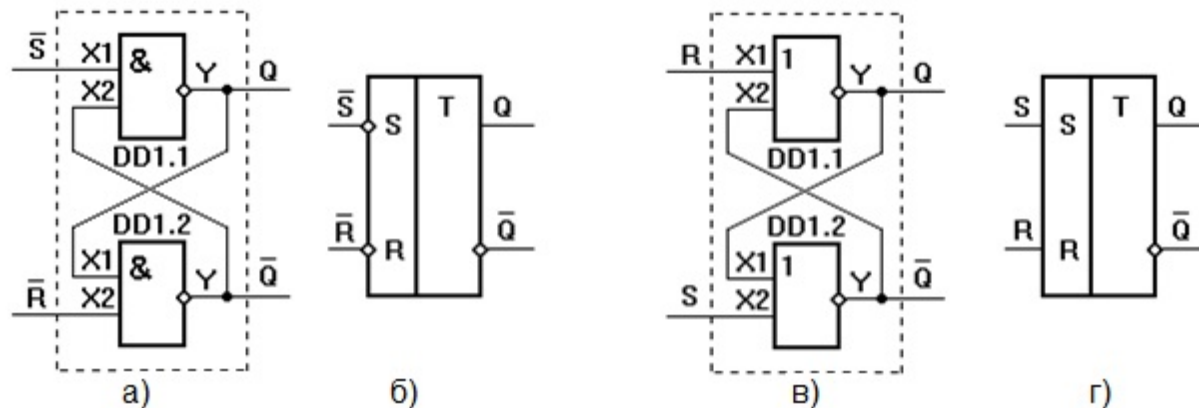 S̅ X1 & Y Q
X2
DD1.1
DD1.2
X1 & Y Q̅
R̅ X2
а)
S̅ S T Q
R̅ R Q̅
б)
R X1 1 Y Q
X2
DD1.1
DD1.2
X1 1 Y Q̅
S X2
в)
S S T Q
R R Q̅
г)